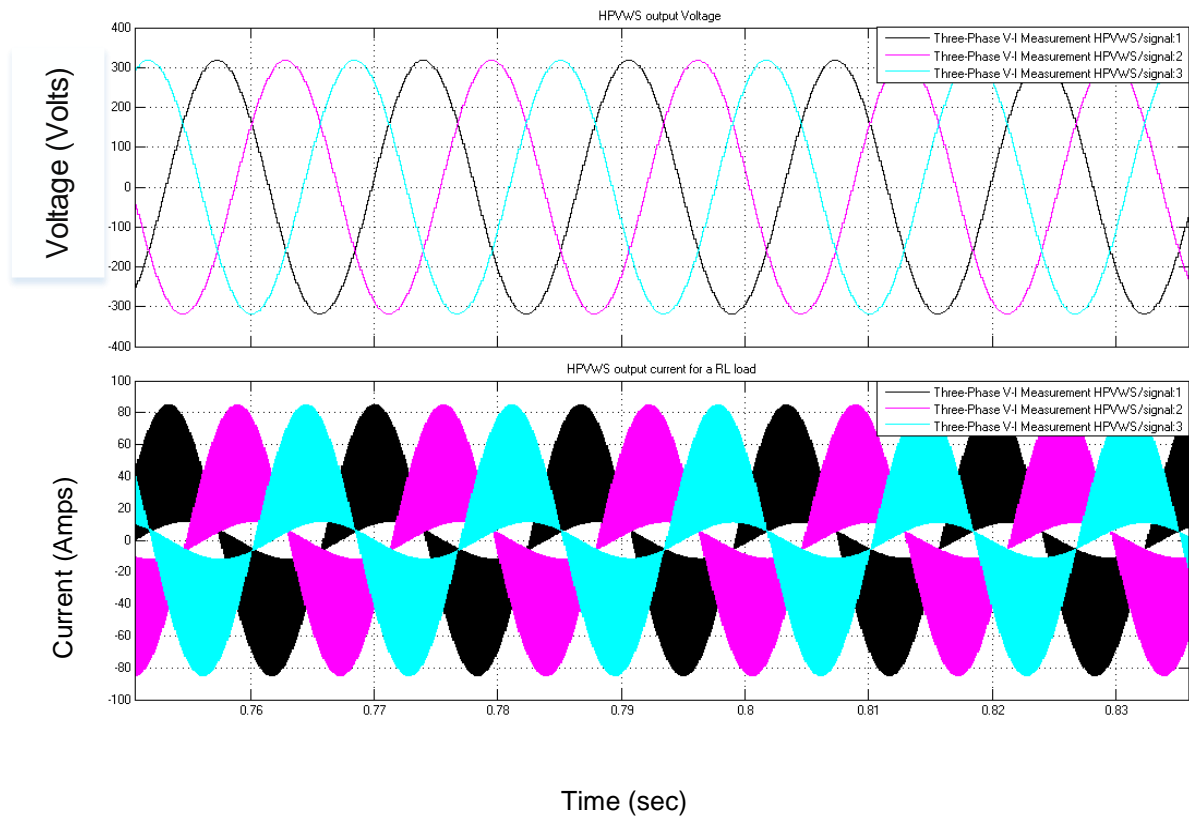 HPVWS output Voltage
Voltage (Volts)
400
300
200
100
0
-100
-200
-300
-400
Three-Phase V-I Measurement HPVWS/signal:1
Three-Phase V-I Measurement HPVWS/signal:2
Three-Phase V-I Measurement HPVWS/signal:3
HPVWS output current for a RL load
Current (Amps)
100
80
60
40
20
0
-20
-40
-60
-80
-100
Three-Phase V-I Measurement HPVWS/signal:1
Three-Phase V-I Measurement HPVWS/signal:2
Three-Phase V-I Measurement HPVWS/signal:3
0.76 0.77 0.78 0.79 0.8 0.81 0.82 0.83
Time (sec)